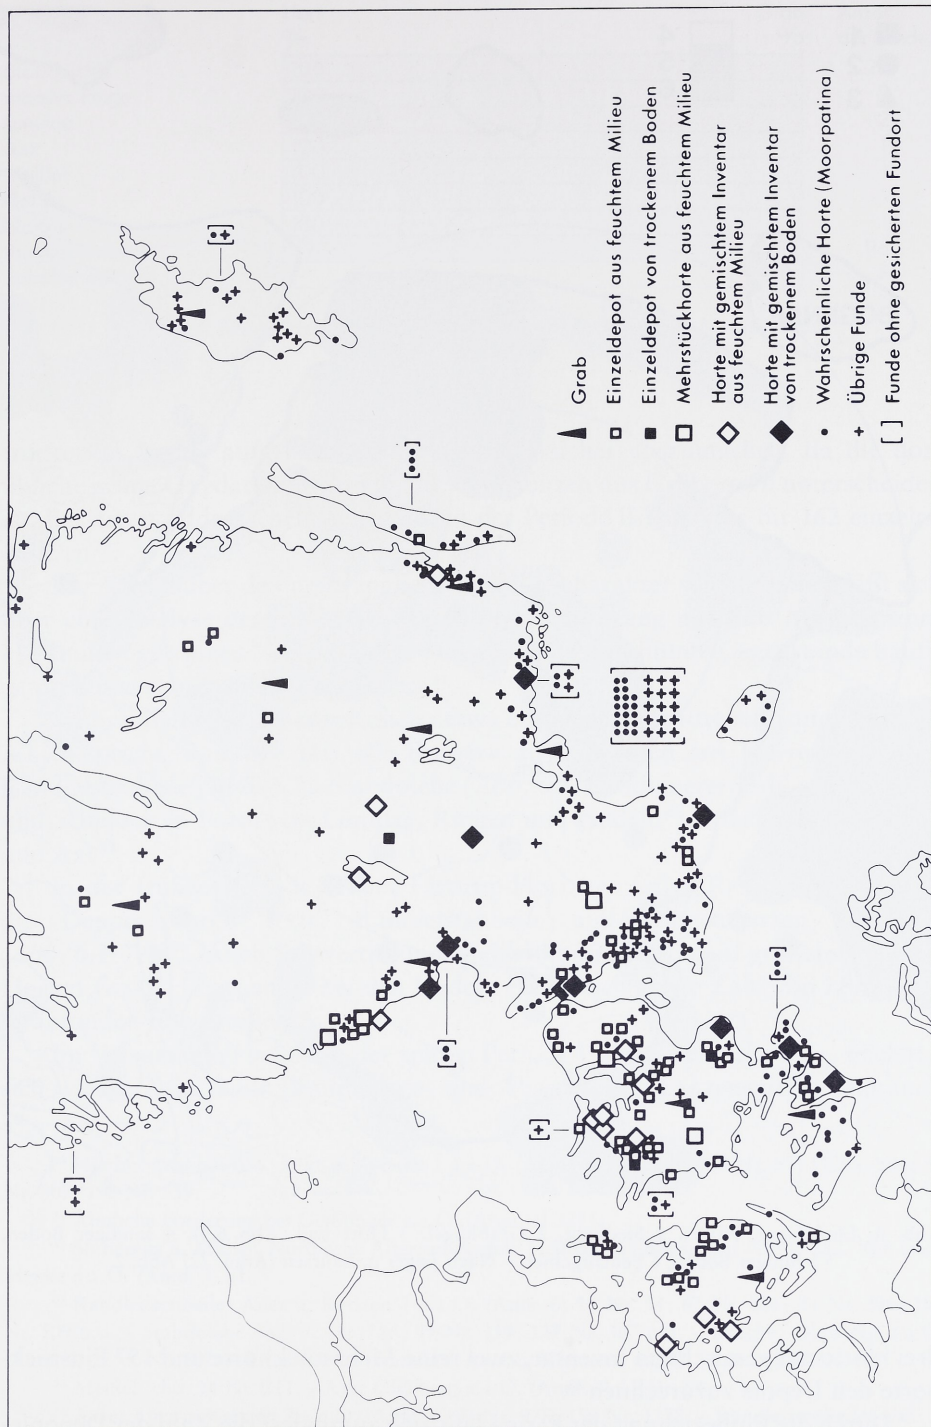 Grab
Einzeldepot aus feuchtem Milieu
Einzeldepot von trockenem Boden
Mehrstückhorte aus feuchtem Milieu
Horte mit gemischtem Inventar
aus feuchtem Milieu
Horte mit gemischtem Inventar
von trockenem Boden
Wahrscheinliche Horte (Moorpatina)
Übrige Funde
[ ] Funde ohne gesicherten Fundort